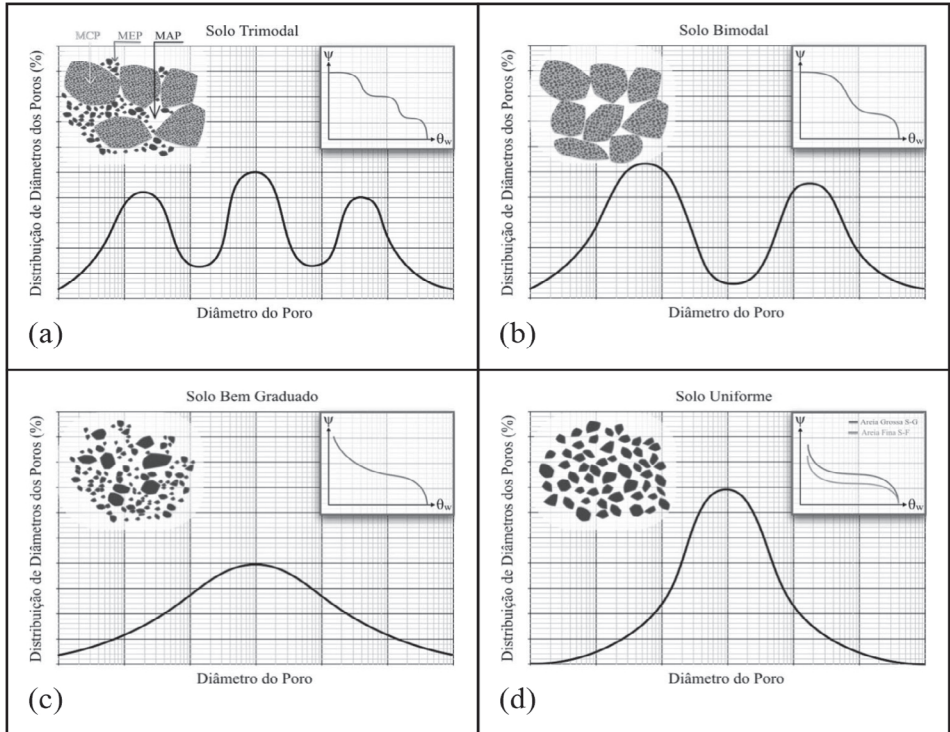 Solo Trimodal
MCP MEP MAP
Ψ
θw
Distribuição de Diâmetros dos Poros (%)
Diâmetro do Poro
(a)
Solo Bimodal
Ψ
θw
Distribuição de Diâmetros dos Poros (%)
Diâmetro do Poro
(b)
Solo Bem Graduado
Ψ
θw
Distribuição de Diâmetros dos Poros (%)
Diâmetro do Poro
(c)
Solo Uniforme
Ψ
Areia Grossa S-G
Areia Fina S-F
θw
Distribuição de Diâmetros dos Poros (%)
Diâmetro do Poro
(d)